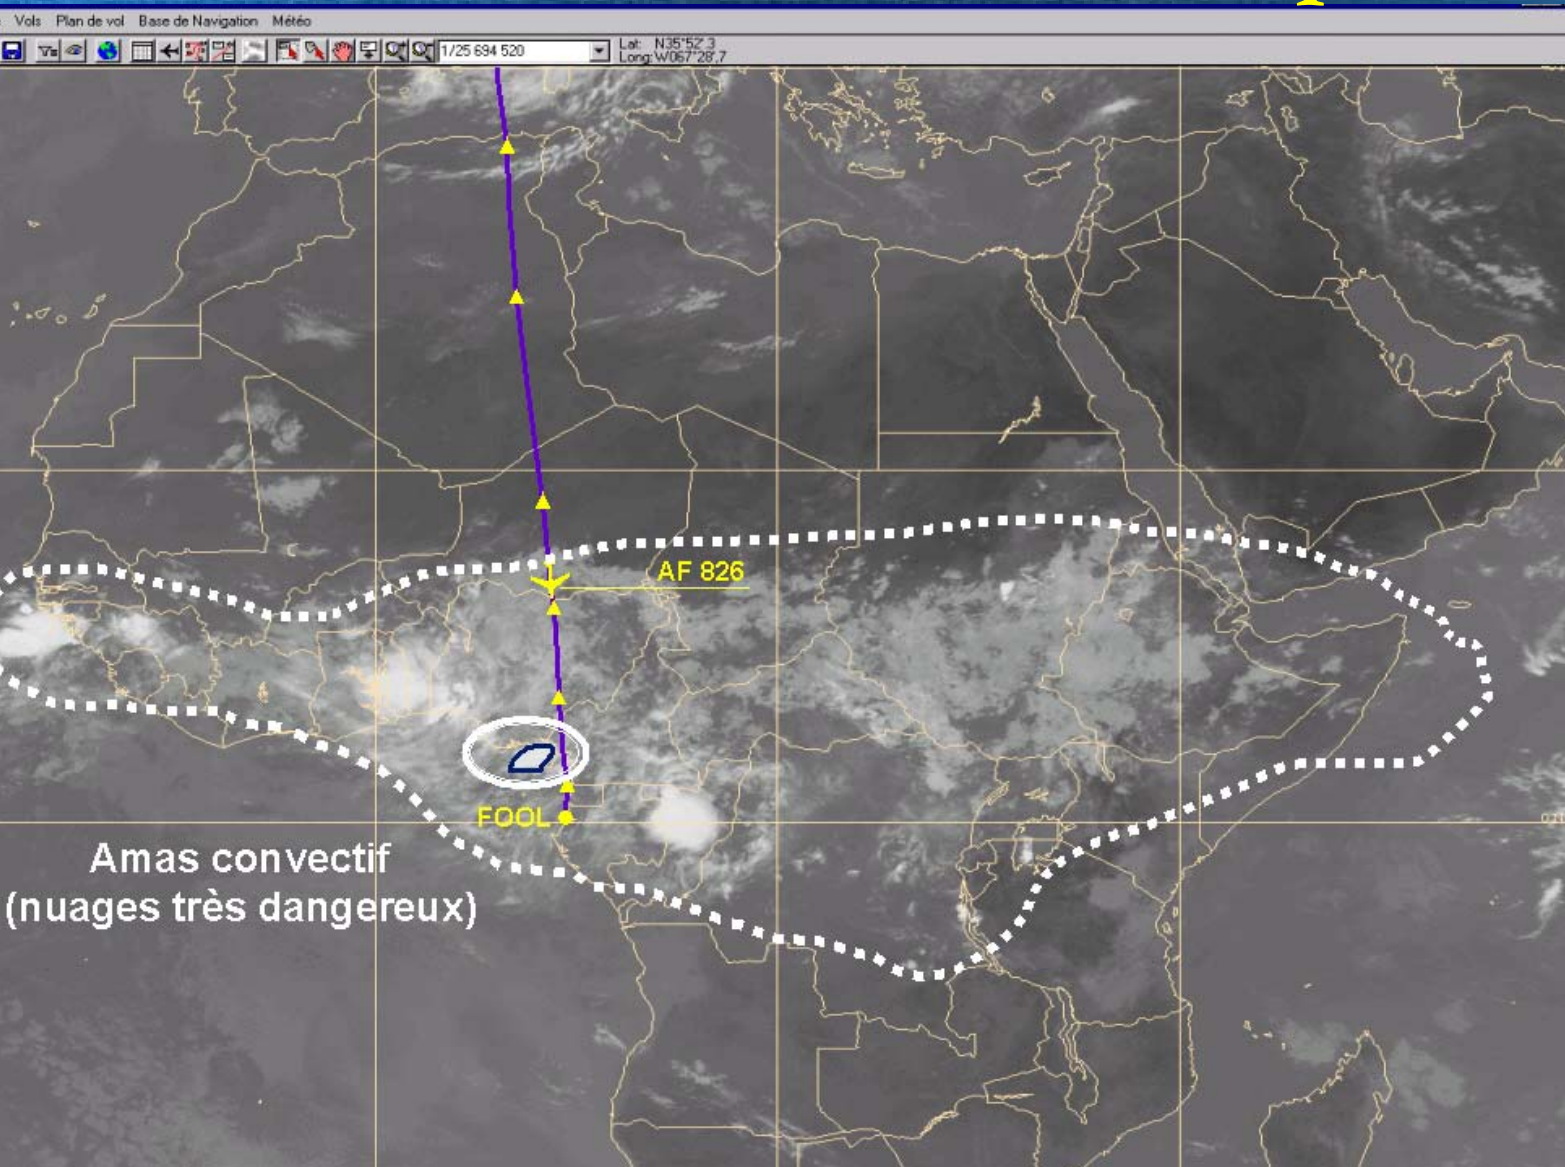 Vols Plan de vol Base de Navigation Météo
1/25 694 520
Lat: N35°52',3
Long: W067°28',7
AF 826
FOOL
Amas convectif
(nuages très dangereux)